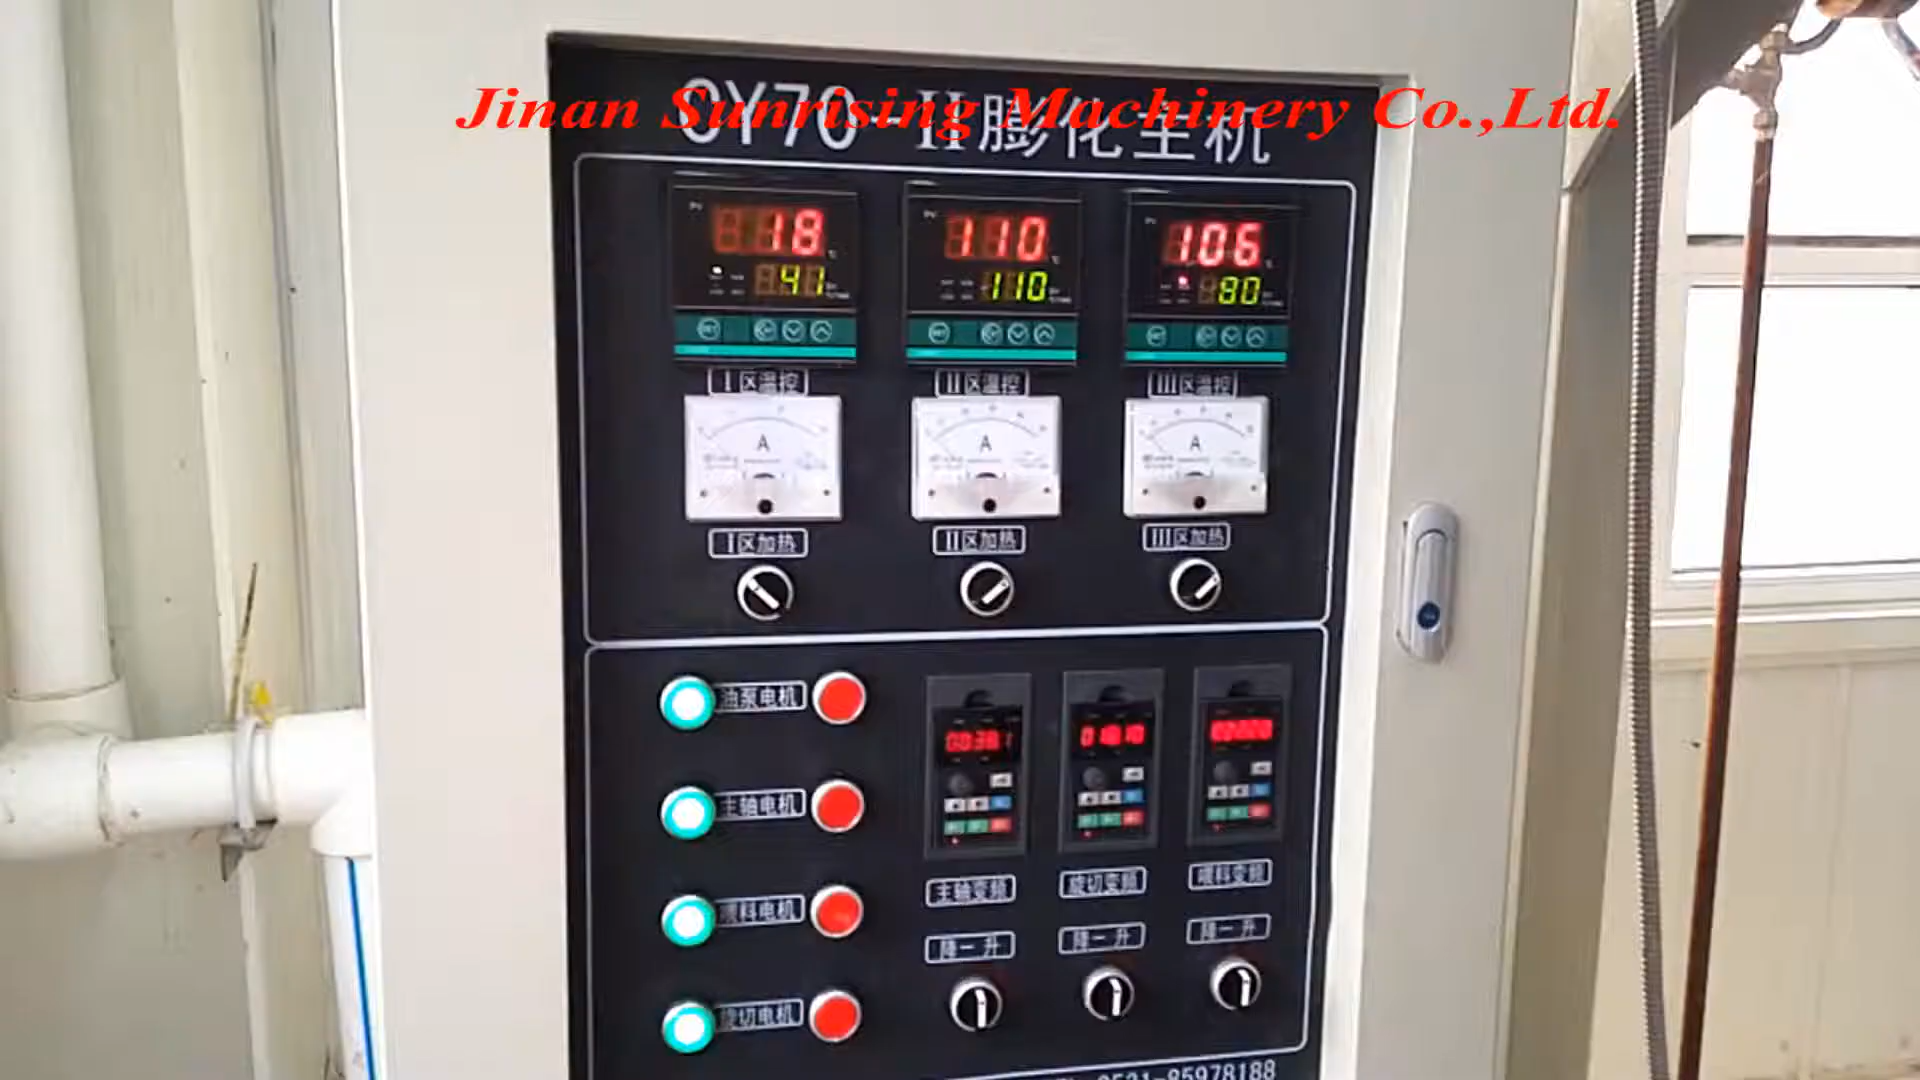 Jinan Sunrising Machinery Co.,Ltd.
CY70-II膨化主机
18 110 106
41 110 80
I区温控 II区温控 III区温控
A A A
I区加热 II区加热 III区加热
油泵电机
主轴电机
喂料电机
旋切电机
主轴变频 旋切变频 喂料变频
降一升 降一升 降一升
0531-85978188